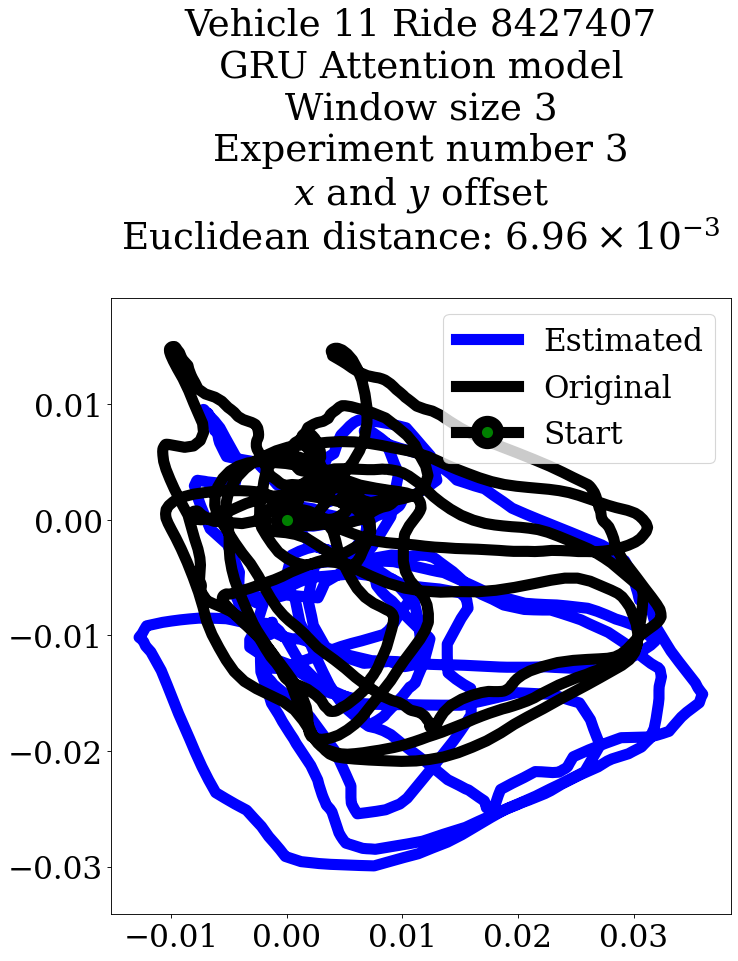 Vehicle 11 Ride 8427407
GRU Attention model
Window size 3
Experiment number 3
x and y offset
Euclidean distance: 6.96 × 10⁻³
Estimated
Original
Start
0.01
0.00
−0.01
−0.02
−0.03
−0.01 0.00 0.01 0.02 0.03